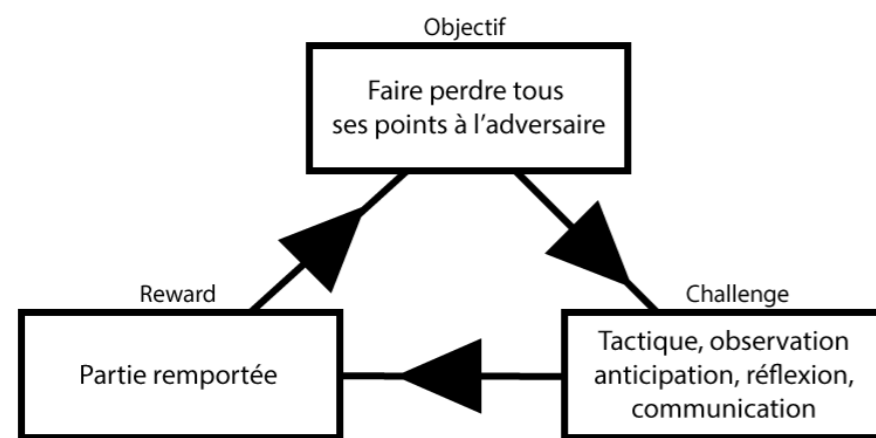 Objectif
Faire perdre tous
ses points à l'adversaire
Reward
Partie remportée
Challenge
Tactique, observation
anticipation, réflexion,
communication